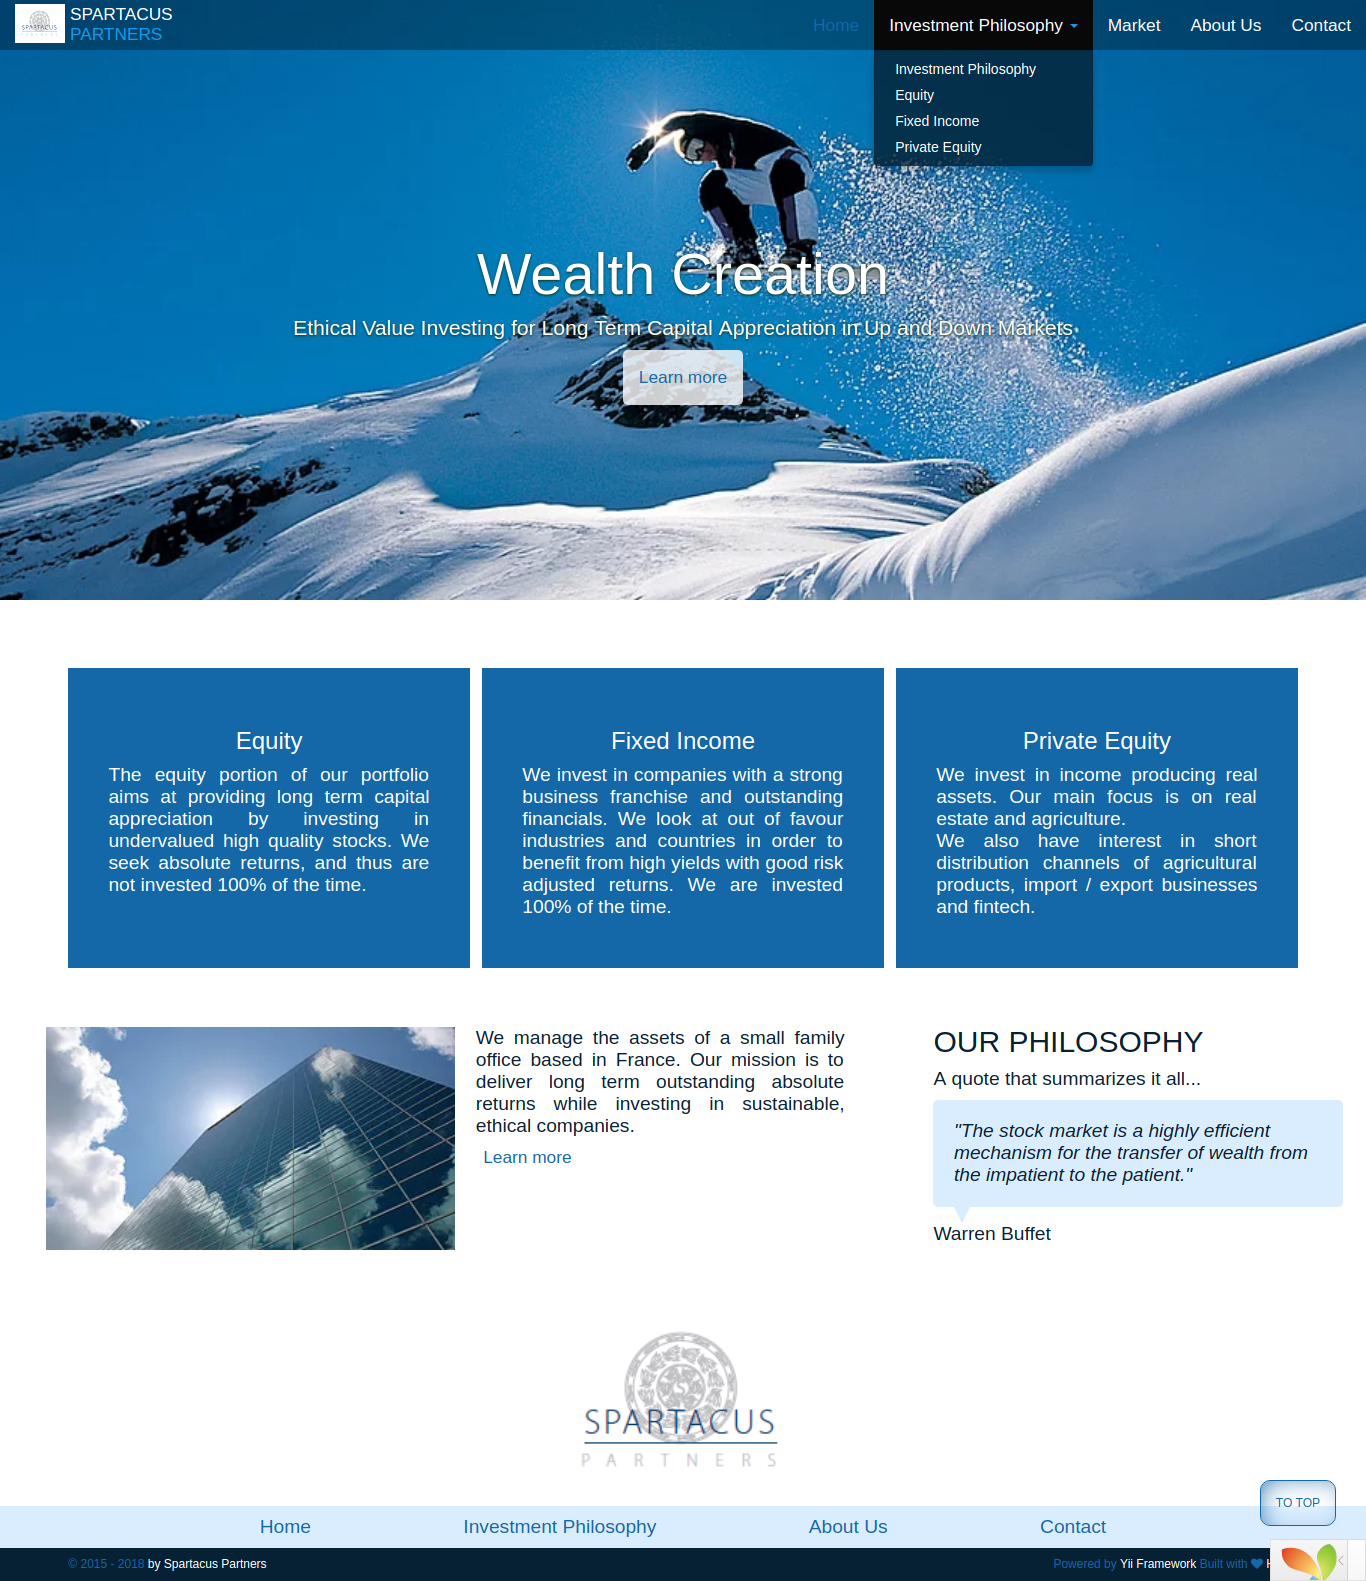 SPARTACUS
PARTNERS
SPARTACUS
PARTNERS
Home
Investment Philosophy
Market
About Us
Contact
Investment Philosophy
Equity
Fixed Income
Private Equity
Wealth Creation
Ethical Value Investing for Long Term Capital Appreciation in Up and Down Markets
Learn more
Equity
The equity portion of our portfolio
aims at providing long term capital
appreciation by investing in
undervalued high quality stocks. We
seek absolute returns, and thus are
not invested 100% of the time.
Fixed Income
We invest in companies with a strong
business franchise and outstanding
financials. We look at out of favour
industries and countries in order to
benefit from high yields with good risk
adjusted returns. We are invested
100% of the time.
Private Equity
We invest in income producing real
assets. Our main focus is on real
estate and agriculture.
We also have interest in short
distribution channels of agricultural
products, import / export businesses
and fintech.
We manage the assets of a small family
office based in France. Our mission is to
deliver long term outstanding absolute
returns while investing in sustainable,
ethical companies.
Learn more
OUR PHILOSOPHY
A quote that summarizes it all...
"The stock market is a highly efficient
mechanism for the transfer of wealth from
the impatient to the patient."
Warren Buffet
SPARTACUS
PARTNERS
TO TOP
Home
Investment Philosophy
About Us
Contact
© 2015 - 2018 by Spartacus Partners
Powered by Yii Framework Built with